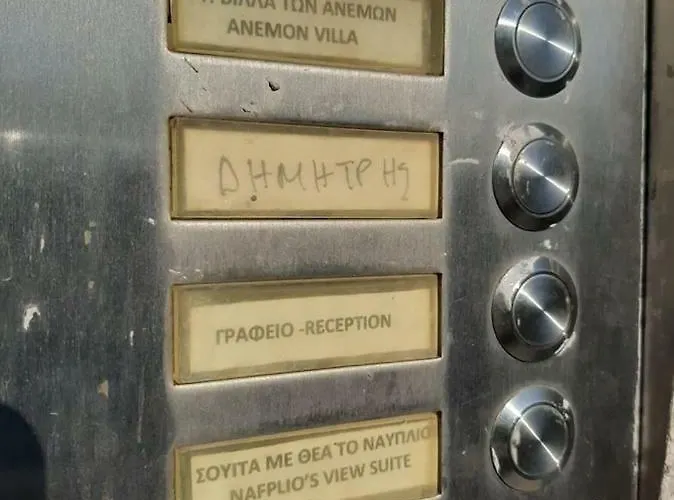 ΒΙΛΛΑ ΤΩΝ ΑΝΕΜΩΝ
ANEMON VILLA
ΔΗΜΗΤΡΗς
ΓΡΑΦΕΙΟ -RECEPTION
ΣΟΥΙΤΑ ΜΕ ΘΕΑ ΤΟ ΝΑΥΠΛΙΟ
NAFPLIO'S VIEW SUITE